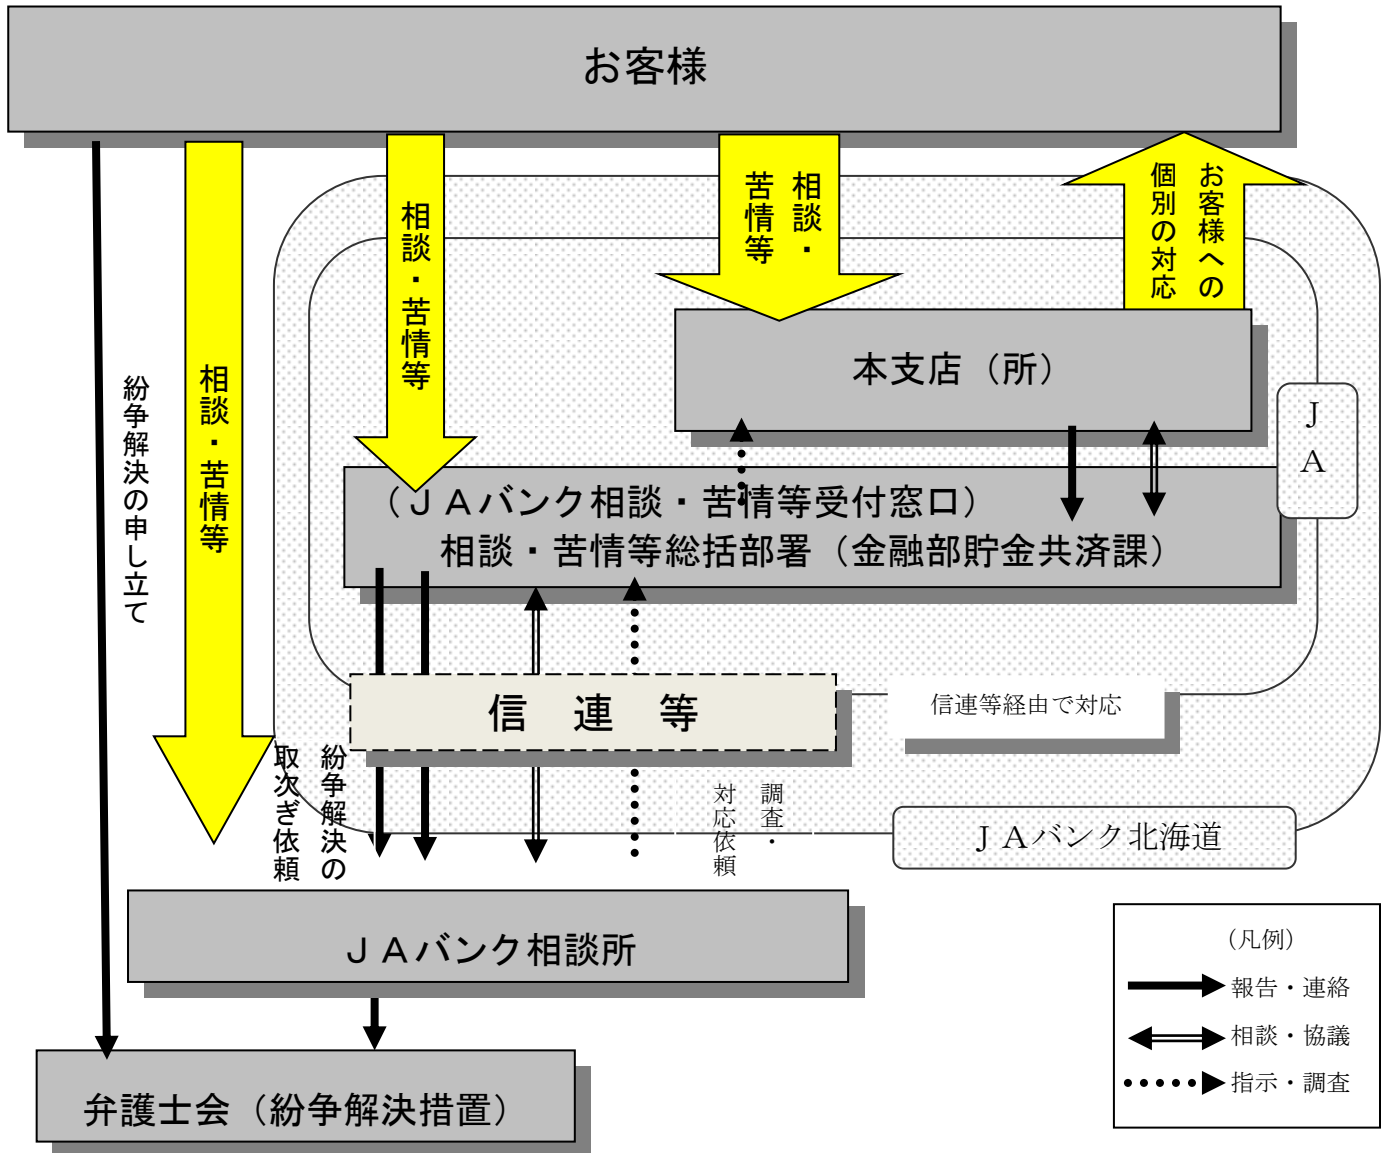 お客様
相談・苦情等
相談・
苦情等
お客様への
個別の対応
紛争解決の申し立て
相談・苦情等
本支店（所）
ＪＡ
（ＪＡバンク相談・苦情等受付窓口）
相談・苦情等総括部署（金融部貯金共済課）
信　連　等
信連等経由で対応
紛争解決の
取次ぎ依頼
調査・
対応依頼
ＪＡバンク北海道
ＪＡバンク相談所
（凡例）
報告・連絡
相談・協議
指示・調査
弁護士会（紛争解決措置）